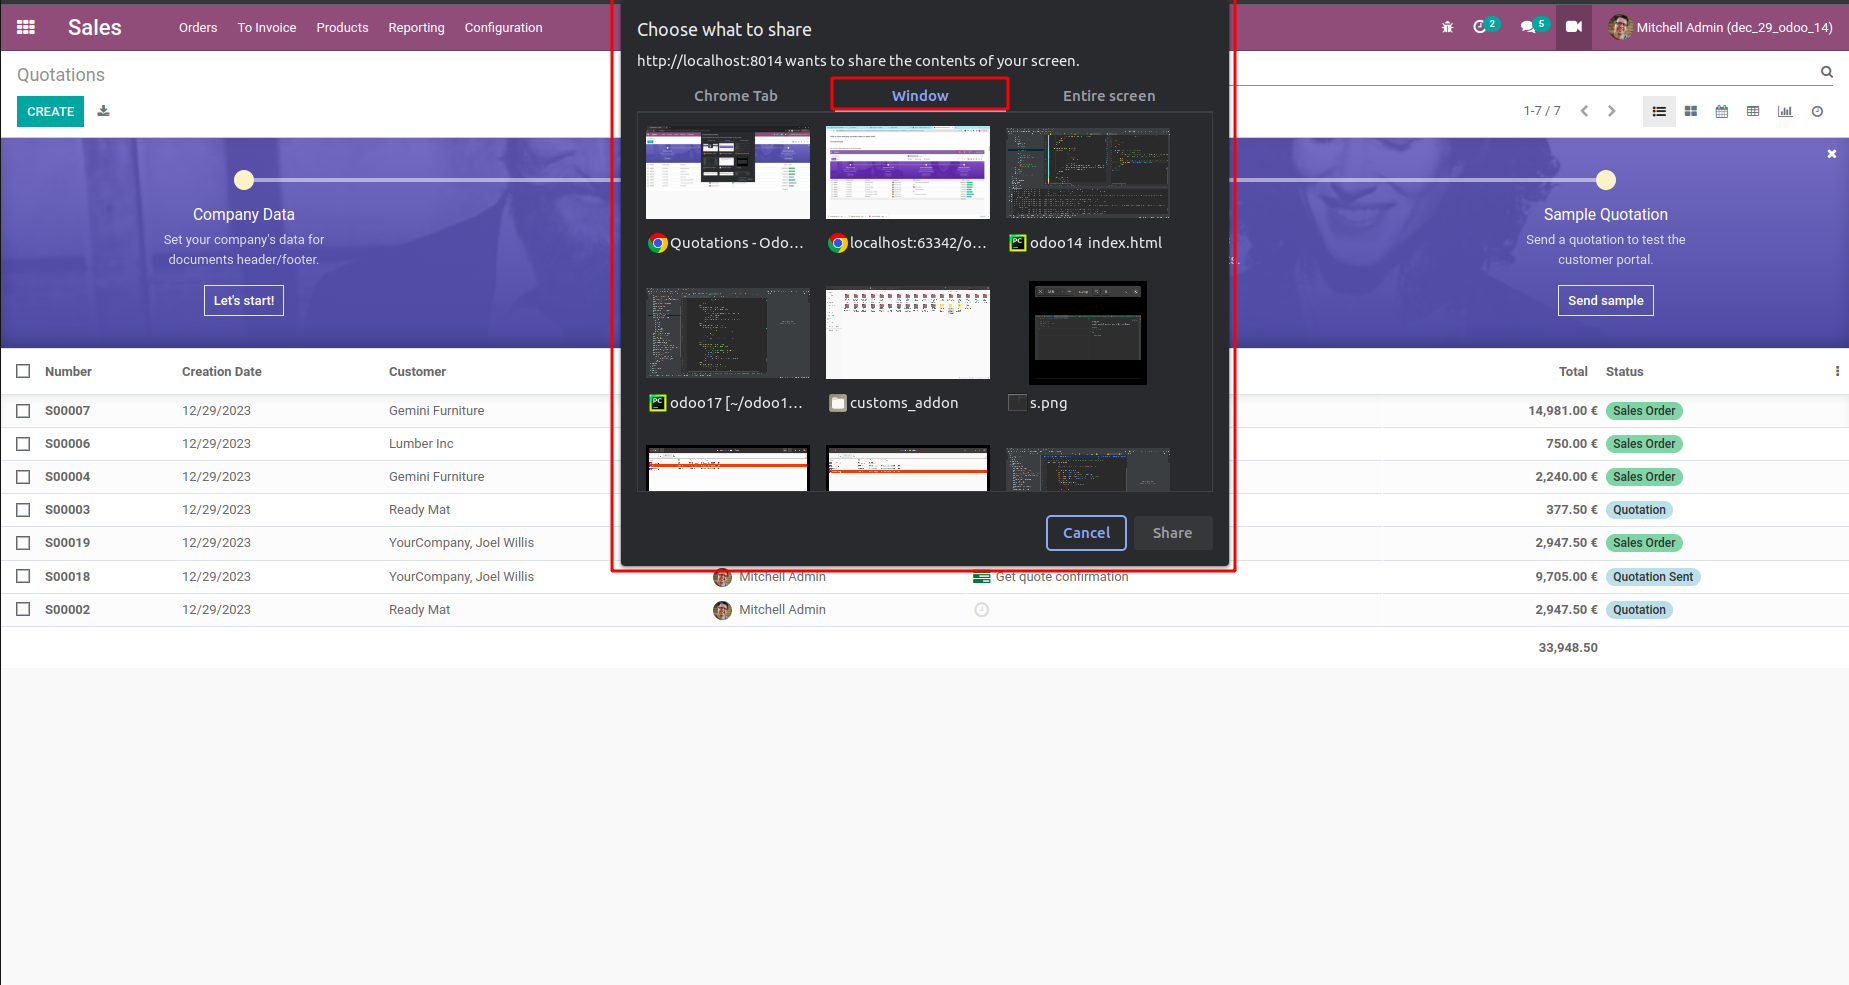 Sales
Orders
To Invoice
Products
Reporting
Configuration
2
5
Mitchell Admin (dec_29_odoo_14)
Quotations
CREATE
1-7 / 7
Choose what to share
http://localhost:8014 wants to share the contents of your screen.
Chrome Tab
Window
Entire screen
Quotations - Odo...
localhost:63342/o...
odoo14 index.html
odoo17 [~/odoo1...
customs_addon
s.png
Cancel
Share
Company Data
Set your company's data for
documents header/footer.
Let's start!
Sample Quotation
Send a quotation to test the
customer portal.
Send sample
Number Creation Date Customer Total Status
S00007 12/29/2023 Gemini Furniture 14,981.00 € Sales Order
S00006 12/29/2023 Lumber Inc 750.00 € Sales Order
S00004 12/29/2023 Gemini Furniture 2,240.00 € Sales Order
S00003 12/29/2023 Ready Mat 377.50 € Quotation
S00019 12/29/2023 YourCompany, Joel Willis 2,947.50 € Sales Order
S00018 12/29/2023 YourCompany, Joel Willis Mitchell Admin Get quote confirmation 9,705.00 € Quotation Sent
S00002 12/29/2023 Ready Mat Mitchell Admin 2,947.50 € Quotation
33,948.50